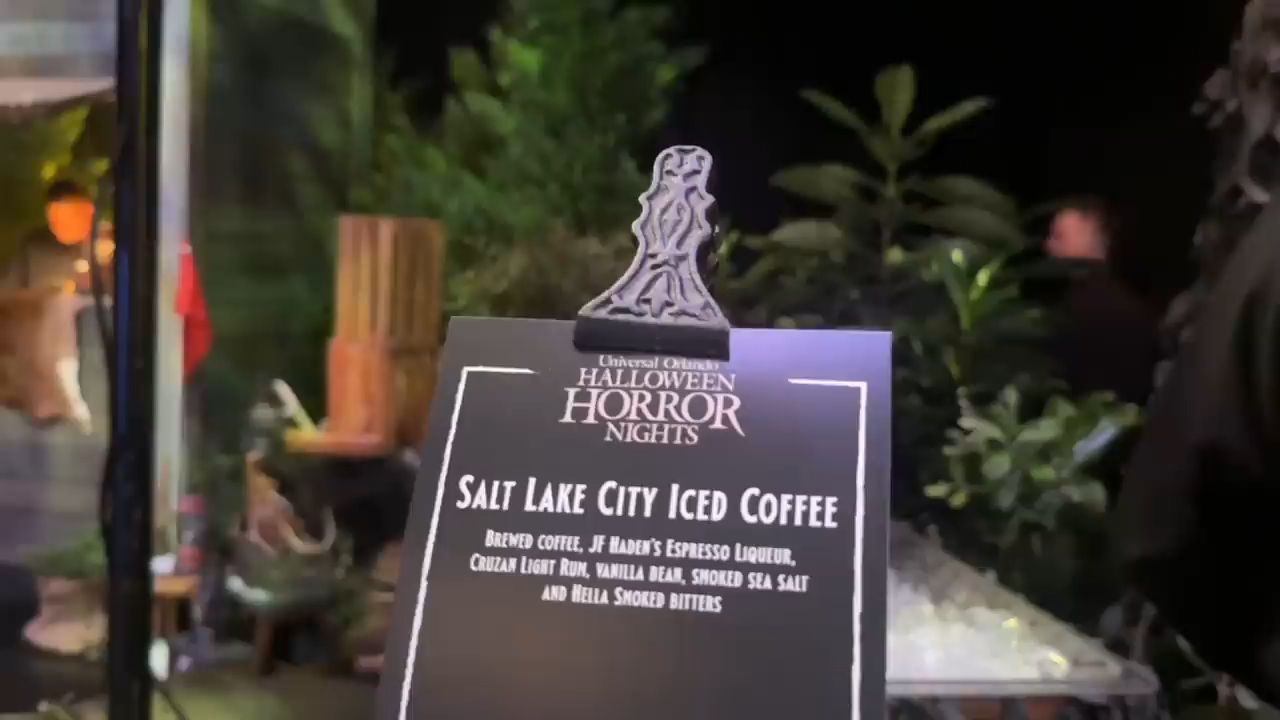 Universal Orlando
HALLOWEEN
HORROR
NIGHTS
SALT LAKE CITY ICED COFFEE
BREWED COFFEE, JF HADEN'S ESPRESSO LIQUEUR,
CRUZAN LIGHT RUM, VANILLA BEAN, SMOKED SEA SALT
AND HELLA SMOKED BITTERS